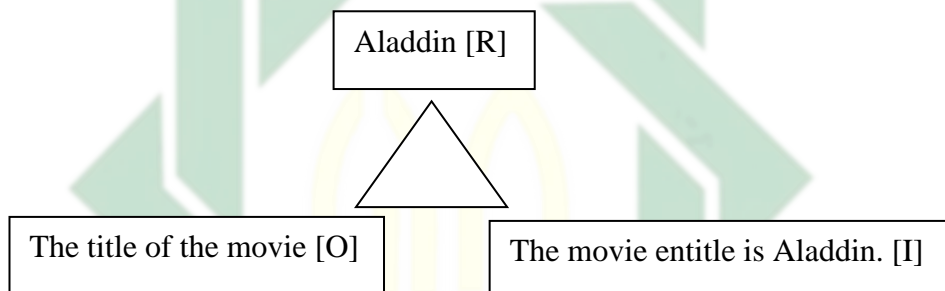 Aladdin [R]
The title of the movie [O]
The movie entitle is Aladdin. [I]